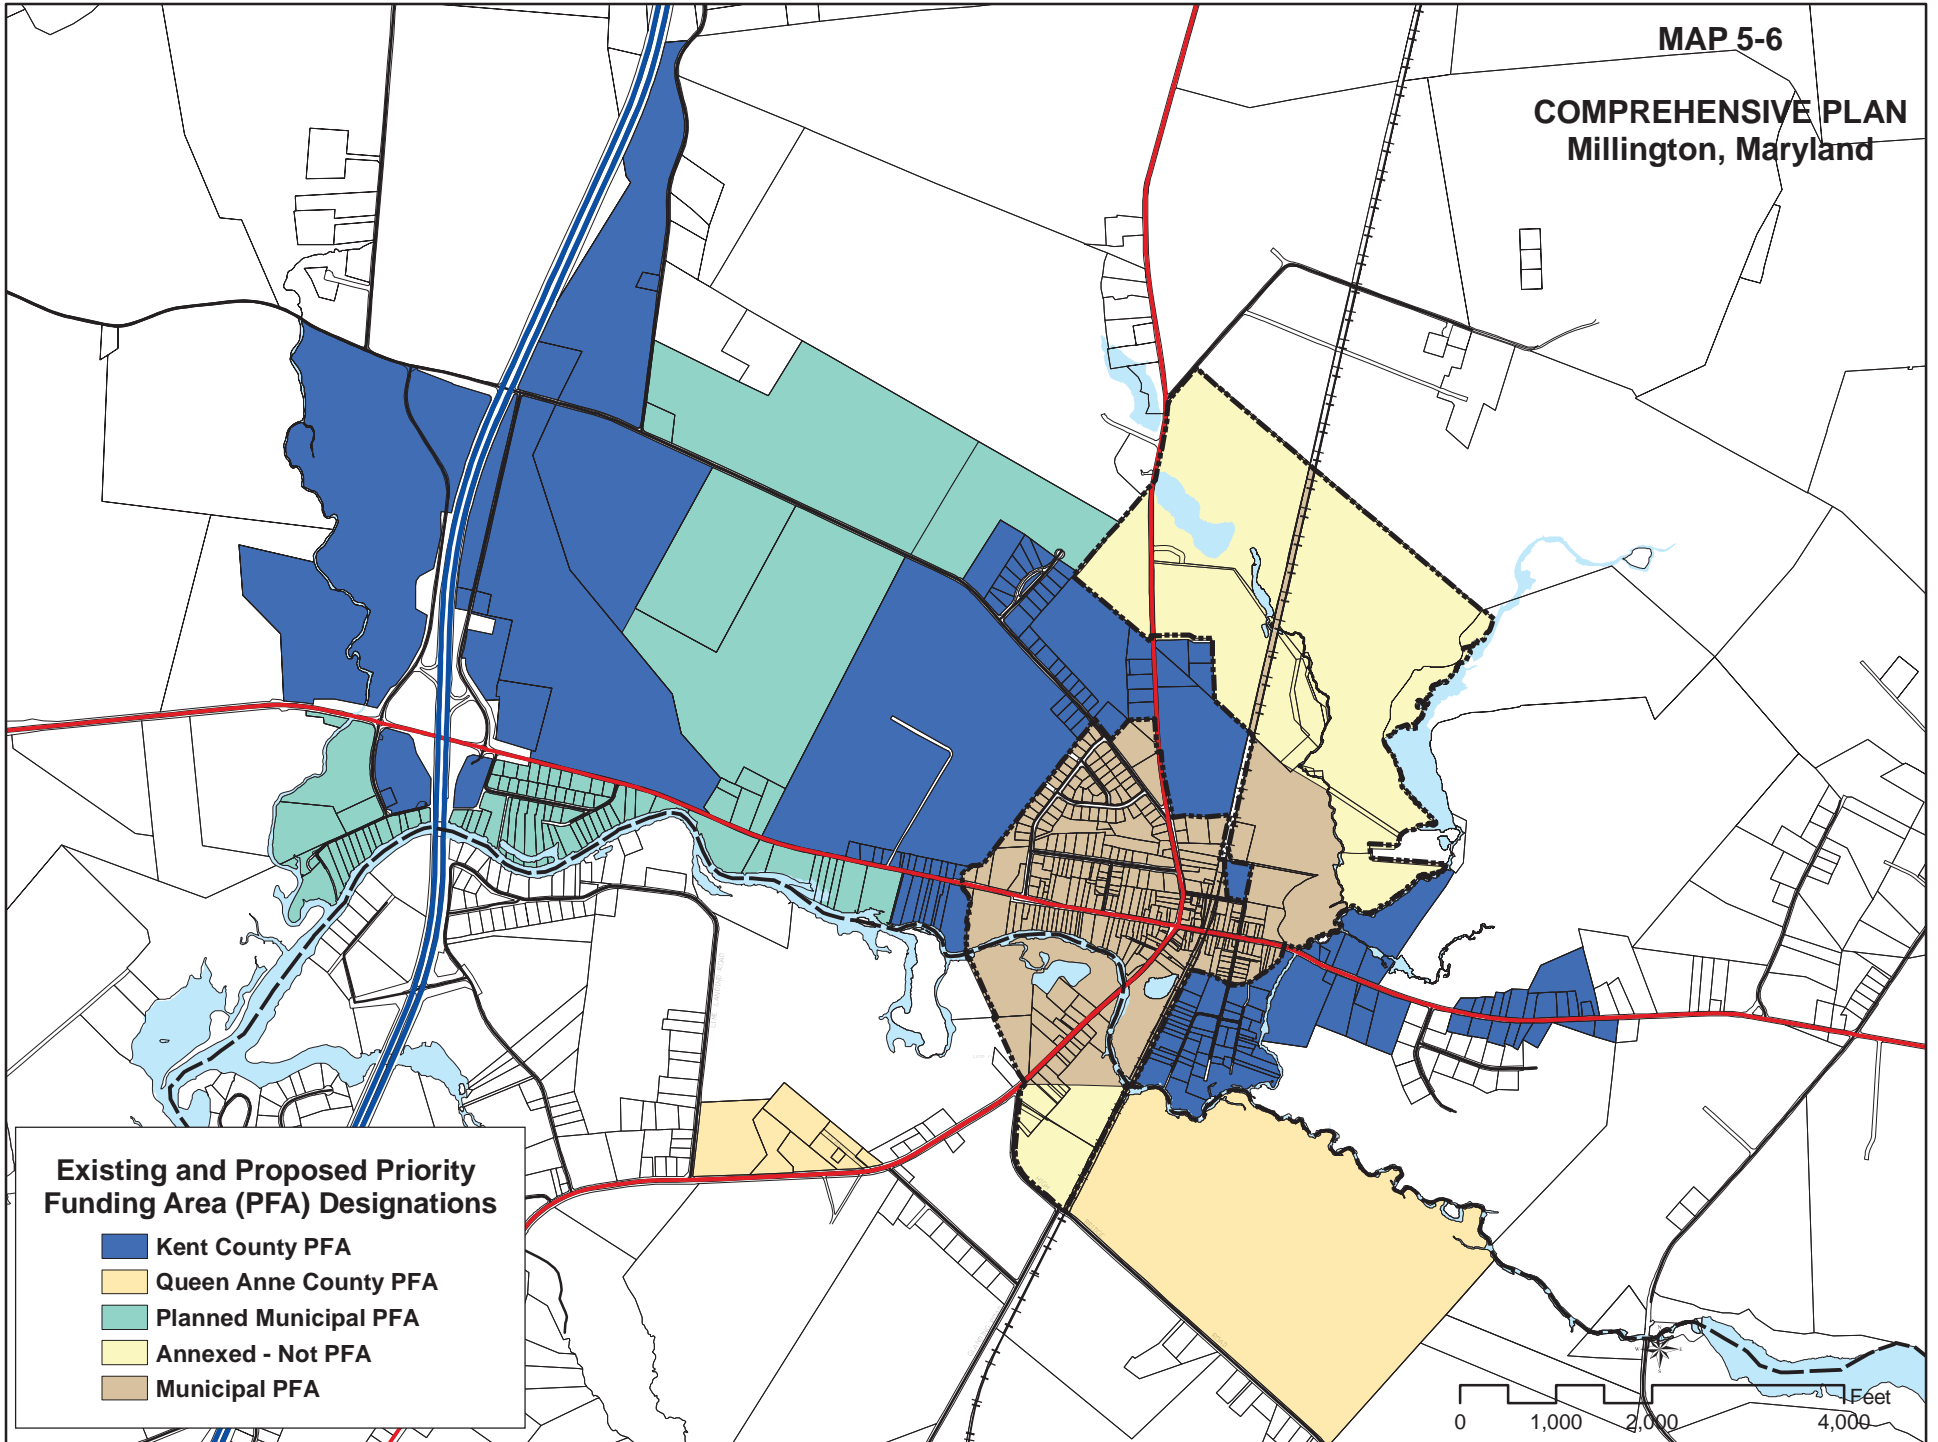 MAP 5-6
COMPREHENSIVE PLAN
Millington, Maryland
Existing and Proposed Priority
Funding Area (PFA) Designations
Kent County PFA
Queen Anne County PFA
Planned Municipal PFA
Annexed - Not PFA
Municipal PFA
Feet
0 1,000 2,000 4,000